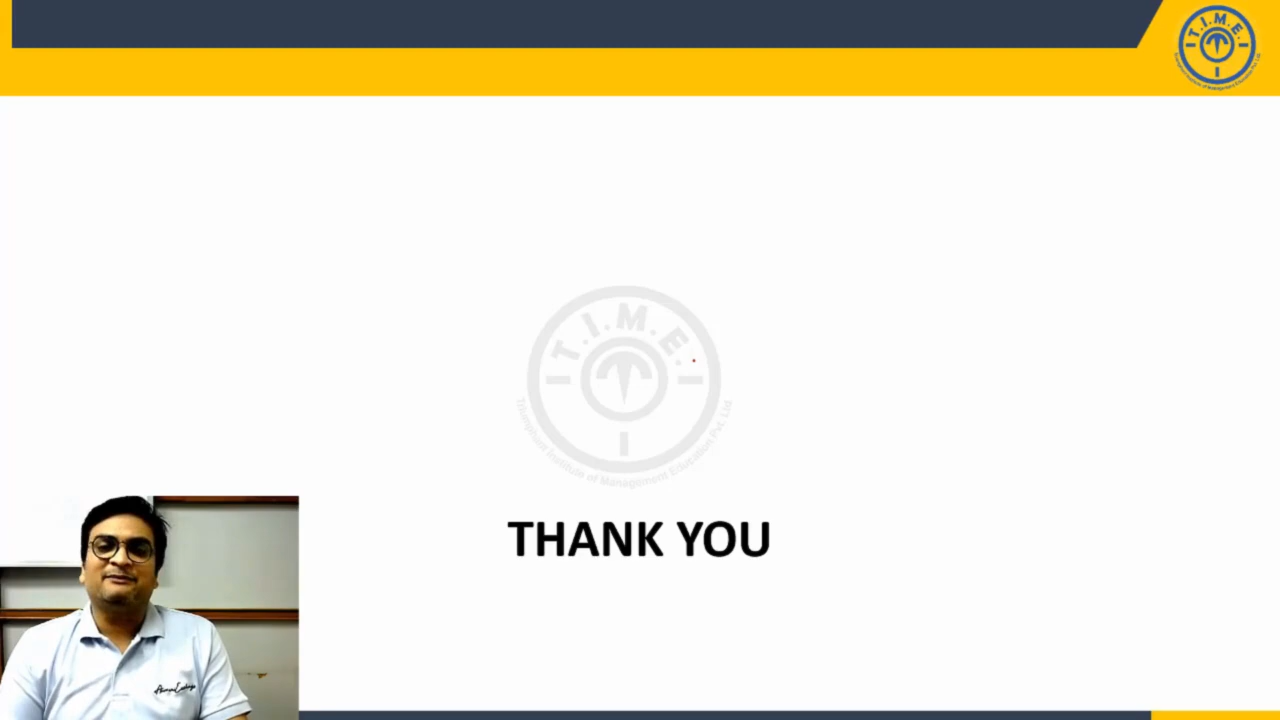 T.I.M.E.
T.I.M.E.
Triumphant Institute of Management Education Pvt. Ltd
THANK YOU